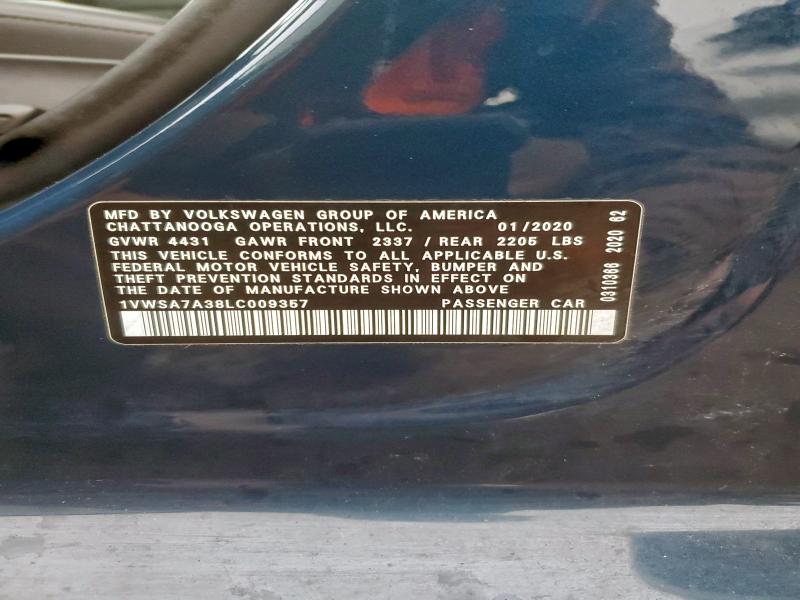 MFD BY VOLKSWAGEN GROUP OF AMERICA
CHATTANOOGA OPERATIONS, LLC. 01/2020
GVWR 4431 GAWR FRONT 2337 / REAR 2205 LBS
THIS VEHICLE CONFORMS TO ALL APPLICABLE U.S.
FEDERAL MOTOR VEHICLE SAFETY, BUMPER AND
THEFT PREVENTION STANDARDS IN EFFECT ON
THE DATE OF MANUFACTURE SHOWN ABOVE
1VWSA7A38LC009357 PASSENGER CAR
0310366 2020 62